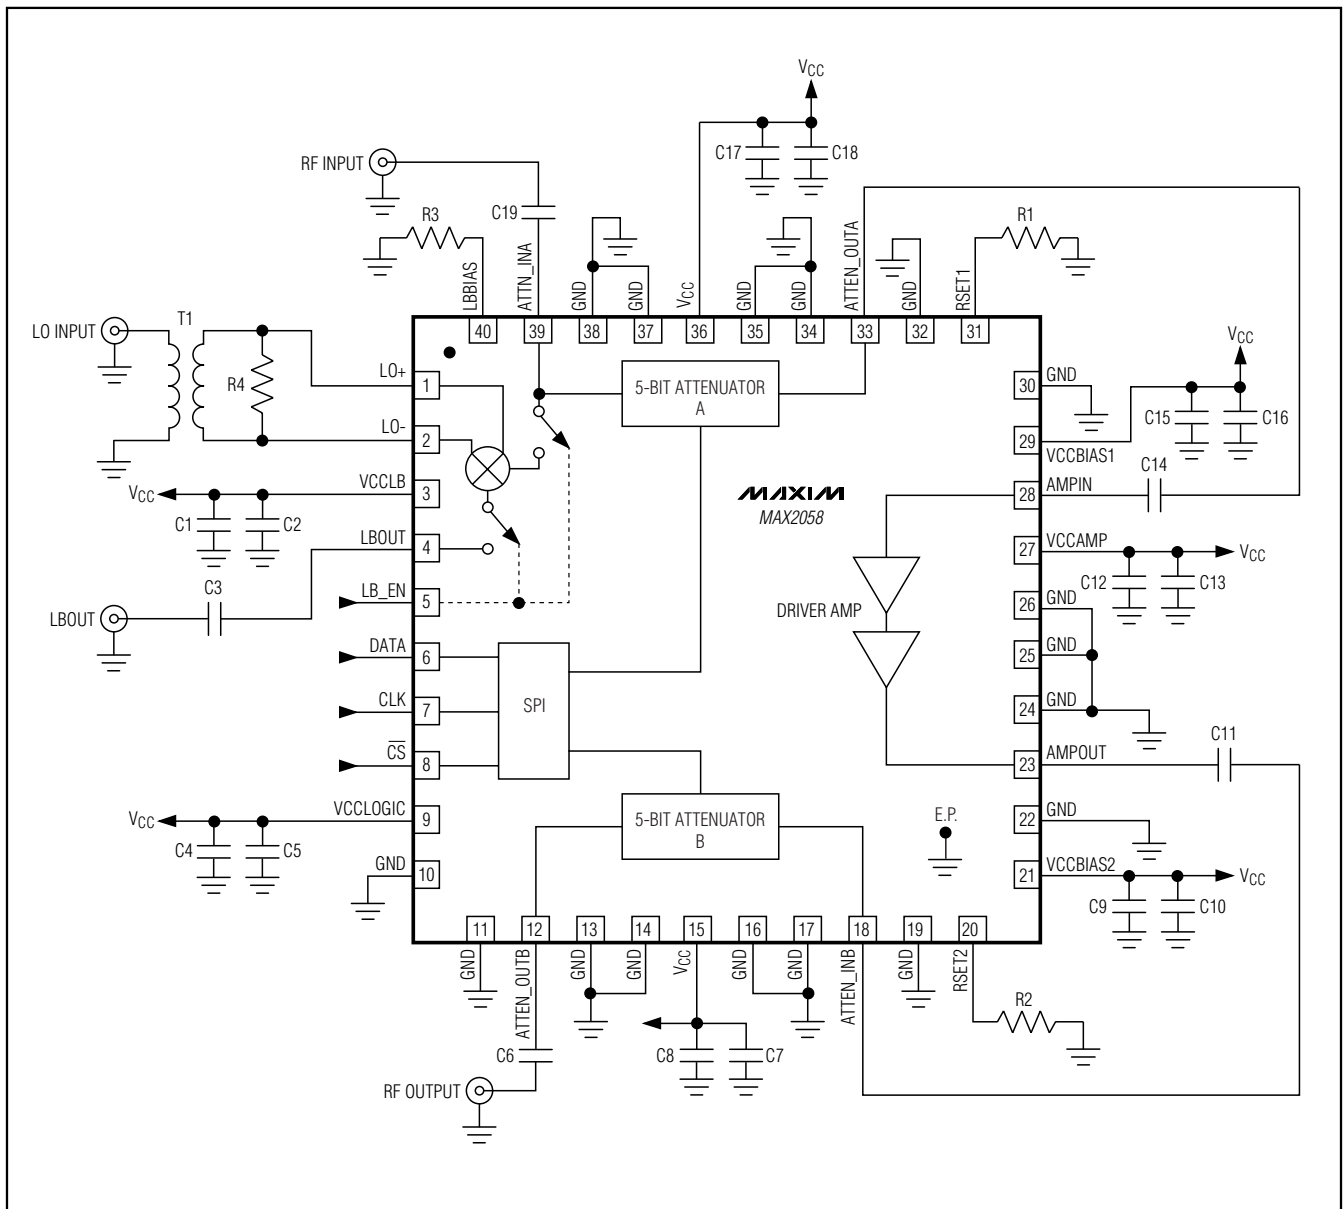 VCC
C17
C18
RF INPUT
C19
R3
R1
LBBIAS
ATTN_INA
GND
GND
VCC
GND
GND
ATTEN_OUTA
GND
RSET1
40
39
38
37
36
35
34
33
32
31
LO INPUT
T1
R4
LO+
1
LO-
2
VCC
VCCLB
3
C1
C2
LBOUT
4
C3
LBOUT
LB_EN
5
DATA
6
CLK
7
CS
8
VCC
VCCLOGIC
9
C4
C5
GND
10
5-BIT ATTENUATOR
A
MAXIM
MAX2058
DRIVER AMP
SPI
5-BIT ATTENUATOR
B
E.P.
VCC
30
GND
C15
C16
29
VCCBIAS1
C14
28
AMPIN
27
VCCAMP
VCC
C12
C13
26
GND
25
GND
24
GND
C11
23
AMPOUT
22
GND
21
VCCBIAS2
VCC
C9
C10
11
12
13
14
15
16
17
18
19
20
GND
ATTEN_OUTB
GND
GND
VCC
GND
GND
ATTEN_INB
GND
RSET2
R2
C6
C8
C7
RF OUTPUT